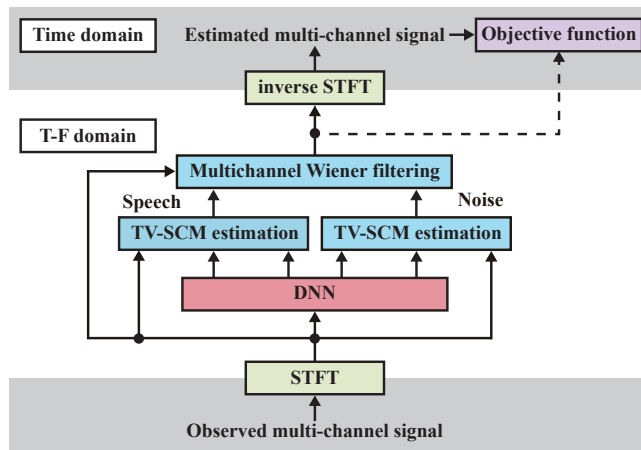 Time domain
Estimated multi-channel signal
Objective function
inverse STFT
T-F domain
Multichannel Wiener filtering
Speech
Noise
TV-SCM estimation
TV-SCM estimation
DNN
STFT
Observed multi-channel signal